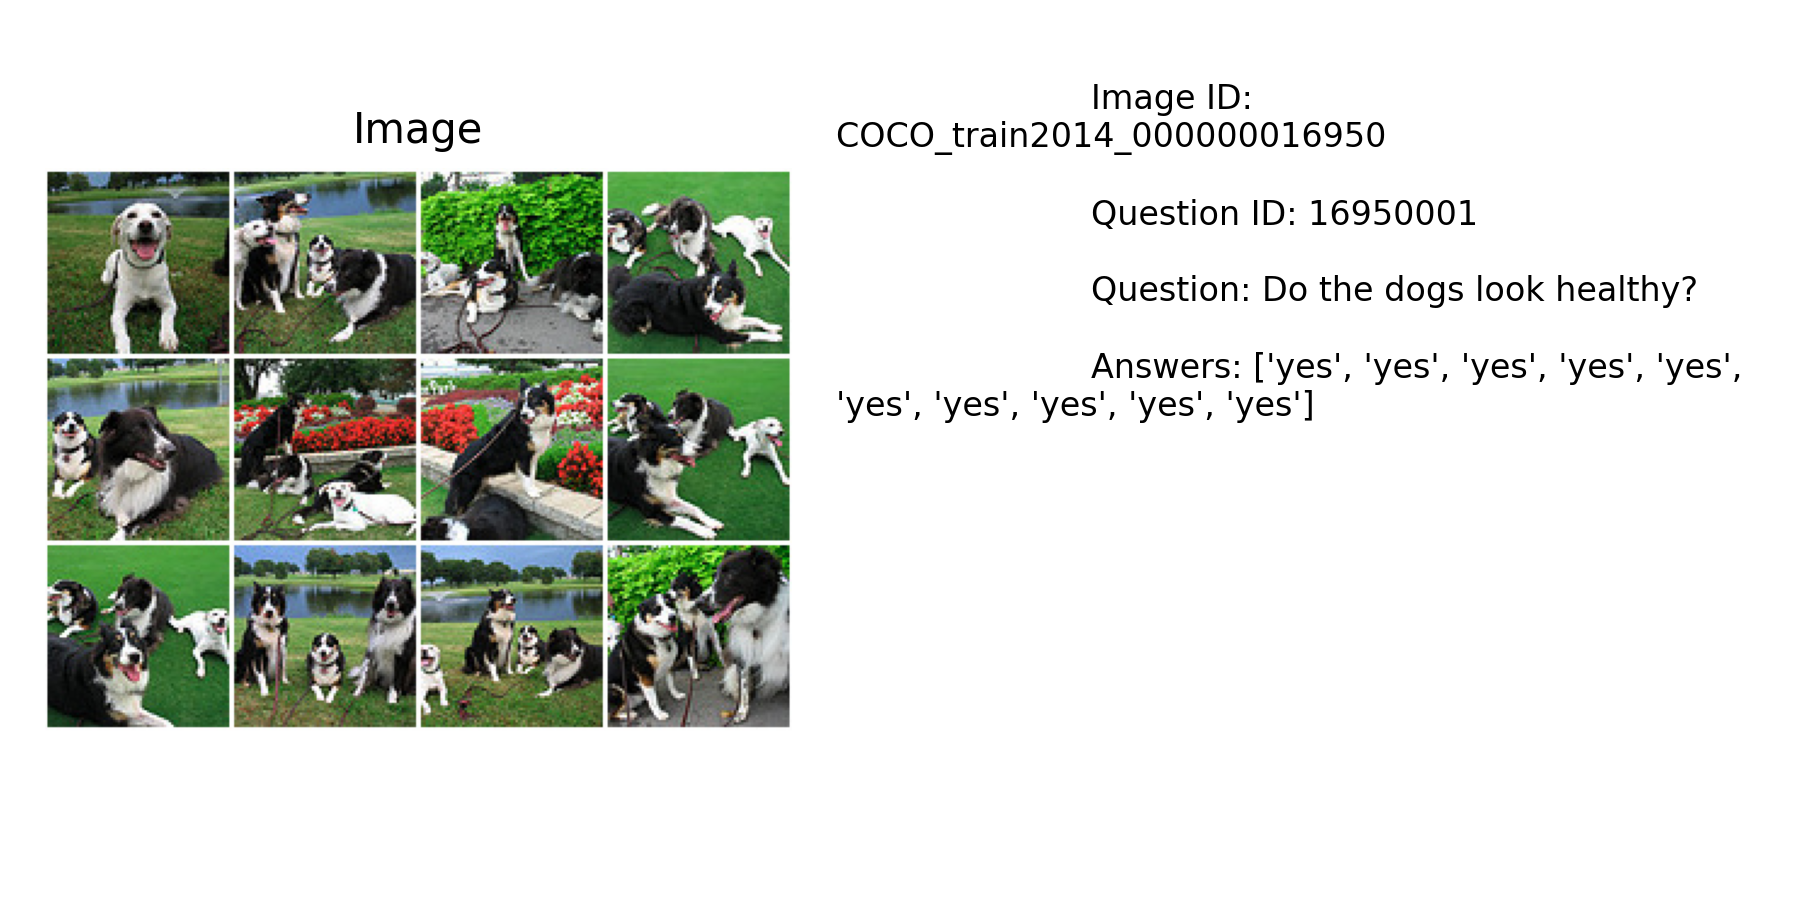 Image
Image ID:
COCO_train2014_000000016950
Question ID: 16950001
Question: Do the dogs look healthy?
Answers: ['yes', 'yes', 'yes', 'yes', 'yes',
'yes', 'yes', 'yes', 'yes', 'yes']